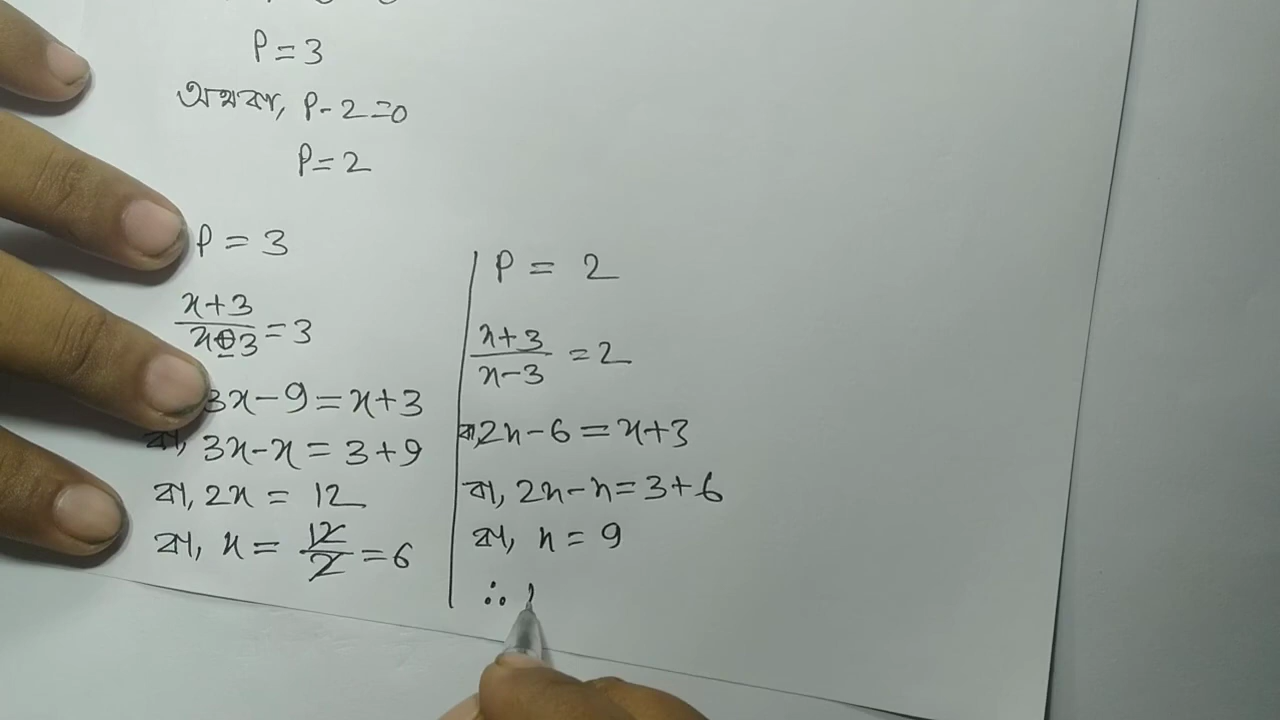 P = 3
অথবা, P - 2 = 0
P = 2
P = 3
x+3/x-3 = 3
3x - 9 = x + 3
বা, 3x - x = 3 + 9
বা, 2x = 12
বা, x = 12/2 = 6
P = 2
x+3/x-3 = 2
বা, 2x - 6 = x + 3
বা, 2x - x = 3 + 6
বা, x = 9
∴